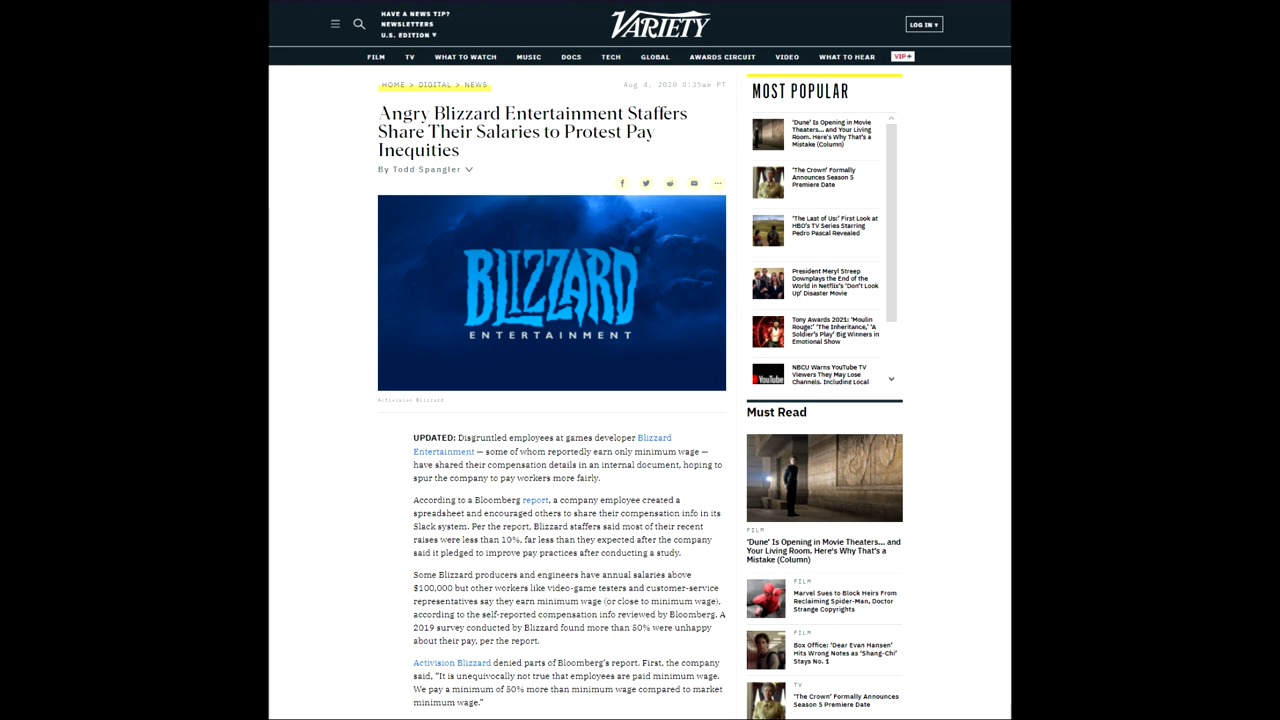 HAVE A NEWS TIP?
NEWSLETTERS
U.S. EDITION
VARIETY
LOG IN
FILM TV WHAT TO WATCH MUSIC DOCS TECH GLOBAL AWARDS CIRCUIT VIDEO WHAT TO HEAR VIP+
HOME > DIGITAL > NEWS
Aug 4, 2020 8:35am PT
Angry Blizzard Entertainment Staffers
Share Their Salaries to Protest Pay
Inequities
By Todd Spangler
BLIZZARD
ENTERTAINMENT
Activision Blizzard
UPDATED: Disgruntled employees at games developer Blizzard
Entertainment — some of whom reportedly earn only minimum wage —
have shared their compensation details in an internal document, hoping to
spur the company to pay workers more fairly.
According to a Bloomberg report, a company employee created a
spreadsheet and encouraged others to share their compensation info in its
Slack system. Per the report, Blizzard staffers said most of their recent
raises were less than 10%, far less than they expected after the company
said it pledged to improve pay practices after conducting a study.
Some Blizzard producers and engineers have annual salaries above
$100,000 but other workers like video-game testers and customer-service
representatives say they earn minimum wage (or close to minimum wage),
according to the self-reported compensation info reviewed by Bloomberg. A
2019 survey conducted by Blizzard found more than 50% were unhappy
about their pay, per the report.
Activision Blizzard denied parts of Bloomberg's report. First, the company
said, "It is unequivocally not true that employees are paid minimum wage.
We pay a minimum of 50% more than minimum wage compared to market
minimum wage."
MOST POPULAR
'Dune' Is Opening in Movie
Theaters... and Your Living
Room. Here's Why That's a
Mistake (Column)
'The Crown' Formally
Announces Season 5
Premiere Date
'The Last of Us:' First Look at
HBO's TV Series Starring
Pedro Pascal Revealed
President Meryl Streep
Downplays the End of the
World in Netflix's 'Don't Look
Up' Disaster Movie
Tony Awards 2021: 'Moulin
Rouge!' 'The Inheritance,' 'A
Soldier's Play' Big Winners in
Emotional Show
YouTube
NBCU Warns YouTube TV
Viewers They May Lose
Channels, Including Local
Must Read
FILM
'Dune' Is Opening in Movie Theaters... and
Your Living Room. Here's Why That's a
Mistake (Column)
FILM
Marvel Sues to Block Heirs From
Reclaiming Spider-Man, Doctor
Strange Copyrights
FILM
Box Office: 'Dear Evan Hansen'
Hits Wrong Notes as 'Shang-Chi'
Stays No. 1
TV
'The Crown' Formally Announces
Season 5 Premiere Date